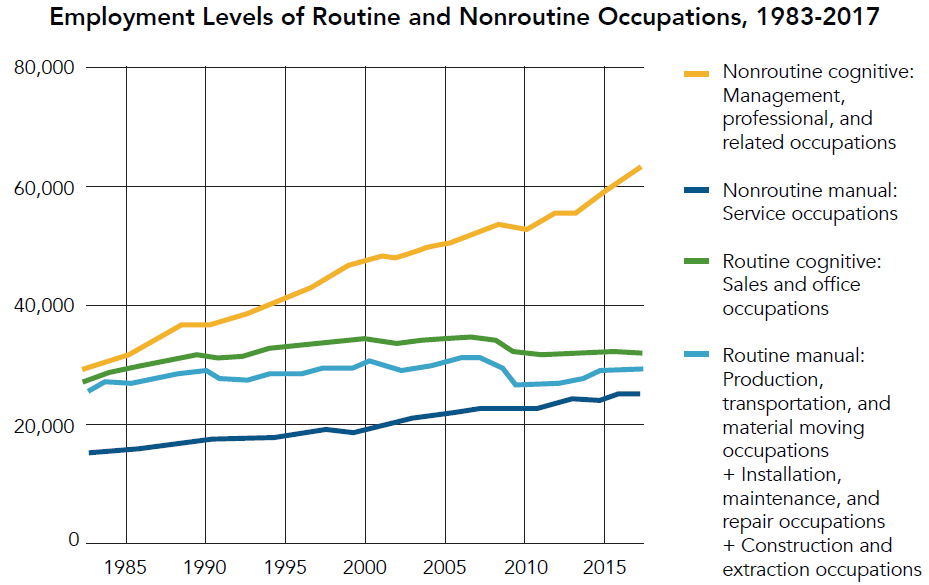 Employment Levels of Routine and Nonroutine Occupations, 1983-2017
80,000
60,000
40,000
20,000
0
1985
1990
1995
2000
2005
2010
2015
Nonroutine cognitive:
Management,
professional, and
related occupations
Nonroutine manual:
Service occupations
Routine cognitive:
Sales and office
occupations
Routine manual:
Production,
transportation, and
material moving
occupations
+ Installation,
maintenance, and
repair occupations
+ Construction and
extraction occupations